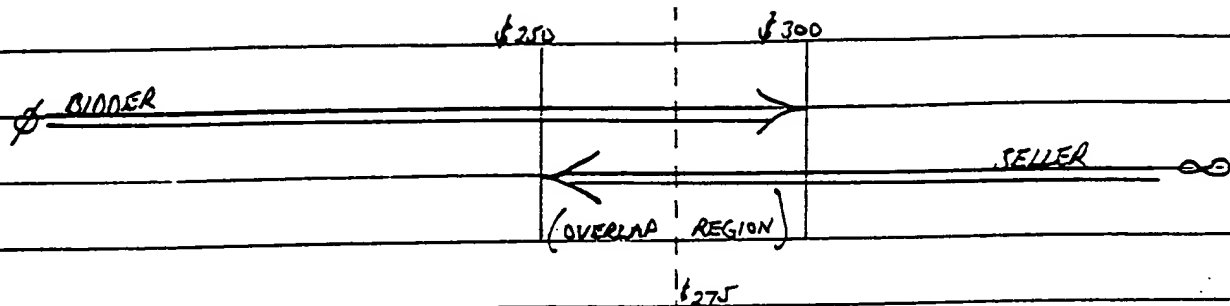 $250 $300
Ø BIDDER
SELLER ∞
(OVERLAP REGION)
$275